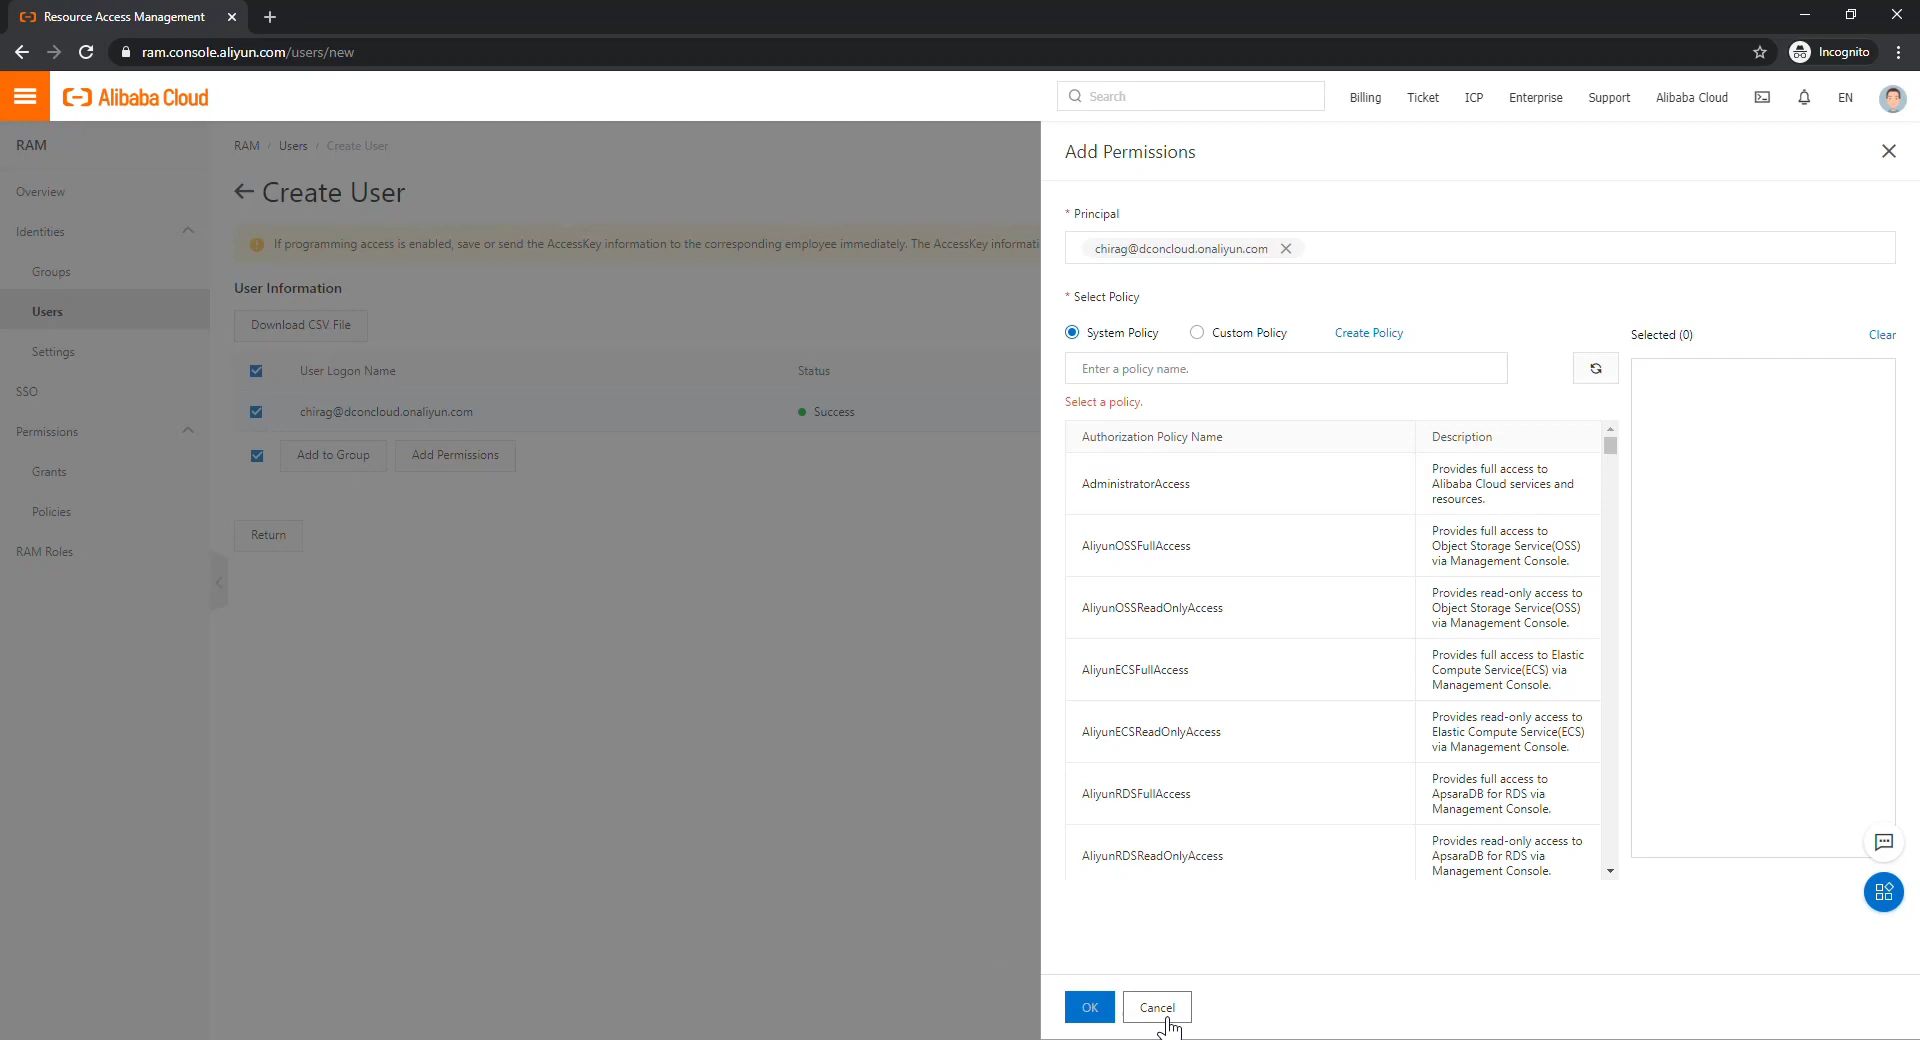 Resource Access Management
ram.console.aliyun.com/users/new
Incognito
Alibaba Cloud
Search
Billing
Ticket
ICP
Enterprise
Support
Alibaba Cloud
EN
RAM
Overview
Identities
Groups
Users
Settings
SSO
Permissions
Grants
Policies
RAM Roles
RAM / Users / Create User
Create User
If programming access is enabled, save or send the AccessKey information to the corresponding employee immediately. The AccessKey informati
User Information
Download CSV File
User Logon Name
Status
chirag@dconcloud.onaliyun.com
Success
Add to Group
Add Permissions
Return
Add Permissions
* Principal
chirag@dconcloud.onaliyun.com
* Select Policy
System Policy
Custom Policy
Create Policy
Enter a policy name.
Select a policy.
Authorization Policy Name
Description
AdministratorAccess
Provides full access to
Alibaba Cloud services and
resources.
AliyunOSSFullAccess
Provides full access to
Object Storage Service(OSS)
via Management Console.
AliyunOSSReadOnlyAccess
Provides read-only access to
Object Storage Service(OSS)
via Management Console.
AliyunECSFullAccess
Provides full access to Elastic
Compute Service(ECS) via
Management Console.
AliyunECSReadOnlyAccess
Provides read-only access to
Elastic Compute Service(ECS)
via Management Console.
AliyunRDSFullAccess
Provides full access to
ApsaraDB for RDS via
Management Console.
AliyunRDSReadOnlyAccess
Provides read-only access to
ApsaraDB for RDS via
Management Console.
Selected (0)
Clear
OK
Cancel